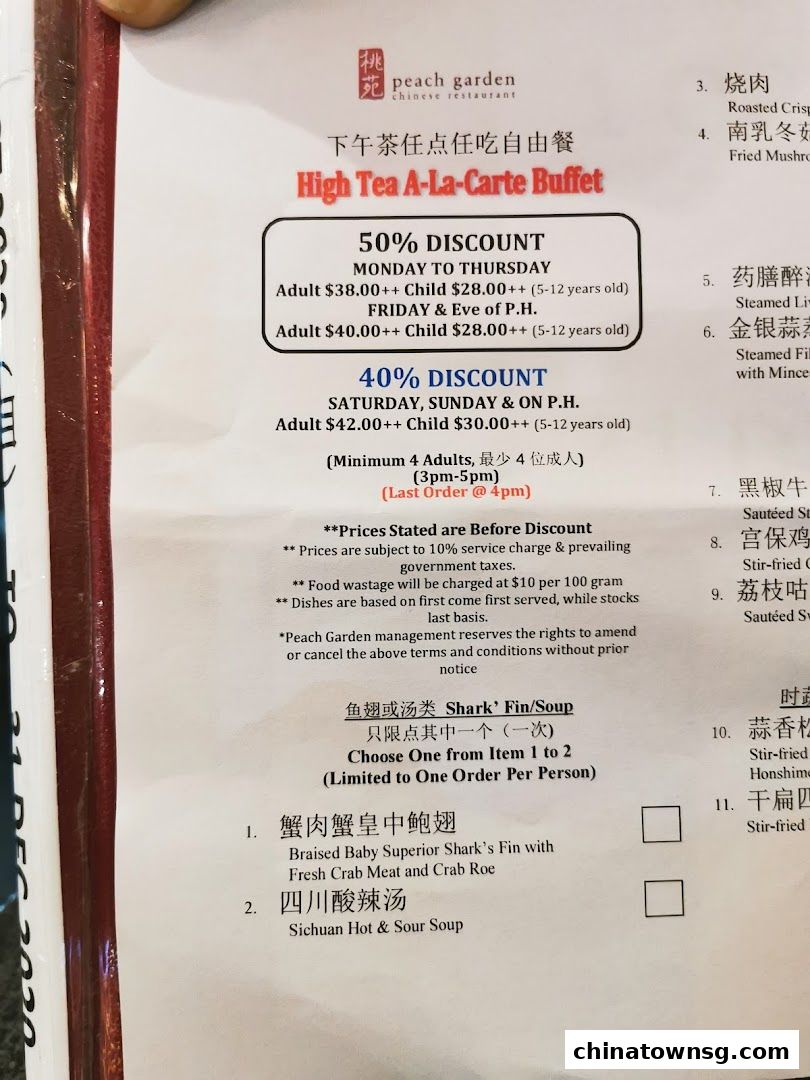 桃苑
peach garden
chinese restaurant
下午茶任点任吃自由餐
High Tea A-La-Carte Buffet
50% DISCOUNT
MONDAY TO THURSDAY
Adult $38.00++ Child $28.00++ (5-12 years old)
FRIDAY & Eve of P.H.
Adult $40.00++ Child $28.00++ (5-12 years old)
40% DISCOUNT
SATURDAY, SUNDAY & ON P.H.
Adult $42.00++ Child $30.00++ (5-12 years old)
(Minimum 4 Adults, 最少 4 位成人)
(3pm-5pm)
(Last Order @ 4pm)
**Prices Stated are Before Discount
** Prices are subject to 10% service charge & prevailing
government taxes.
** Food wastage will be charged at $10 per 100 gram
** Dishes are based on first come first served, while stocks
last basis.
*Peach Garden management reserves the rights to amend
or cancel the above terms and conditions without prior
notice
鱼翅或汤类 Shark' Fin/Soup
只限点其中一个（一次)
Choose One from Item 1 to 2
(Limited to One Order Per Person)
1. 蟹肉蟹皇中鲍翅
Braised Baby Superior Shark's Fin with
Fresh Crab Meat and Crab Roe
2. 四川酸辣汤
Sichuan Hot & Sour Soup
3. 烧肉
Roasted
4. 南乳冬菇
Fried
5. 药膳醉
Steamed
6. 金银蒜
Steamed
with
7. 黑椒牛
Sautéed
8. 宫保鸡
Stir-fried
9. 荔枝咕
Sautéed
时蔬
10. 蒜香松
Stir-fried
11. 干扁四
Stir-fried
31 DEC 2020
chinatownsg.com